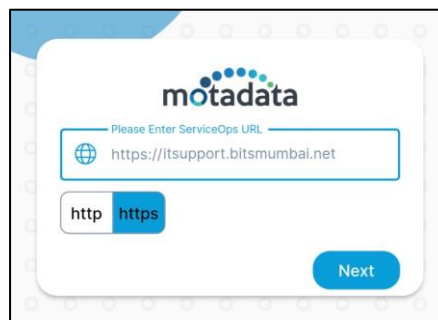 motadata
Please Enter ServiceOps URL
https://itsupport.bitsmumbai.net
http https
Next